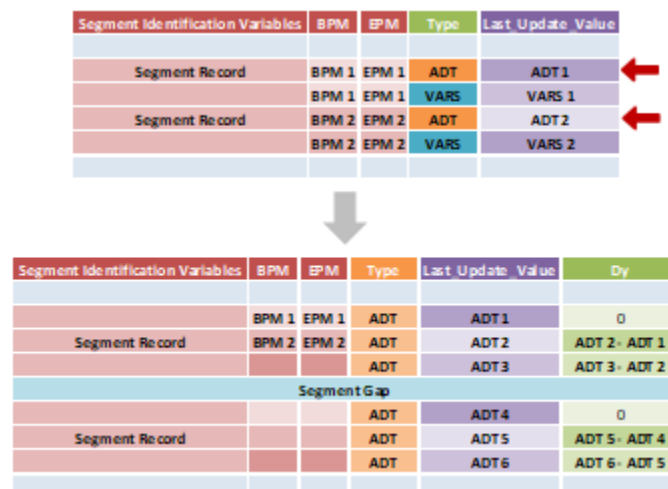 Segment Identification Variables BPM EPM Type Last_Update_Value
Segment Record BPM 1 EPM 1 ADT ADT 1
BPM 1 EPM 1 VARS VARS 1
Segment Record BPM 2 EPM 2 ADT ADT 2
BPM 2 EPM 2 VARS VARS 2
Segment Identification Variables BPM EPM Type Last_Update_Value Dy
BPM 1 EPM 1 ADT ADT 1 0
Segment Record BPM 2 EPM 2 ADT ADT 2 ADT 2 - ADT 1
ADT ADT 3 ADT 3 - ADT 2
Segment Gap
ADT ADT 4 0
Segment Record ADT ADT 5 ADT 5 - ADT 4
ADT ADT 6 ADT 6 - ADT 5